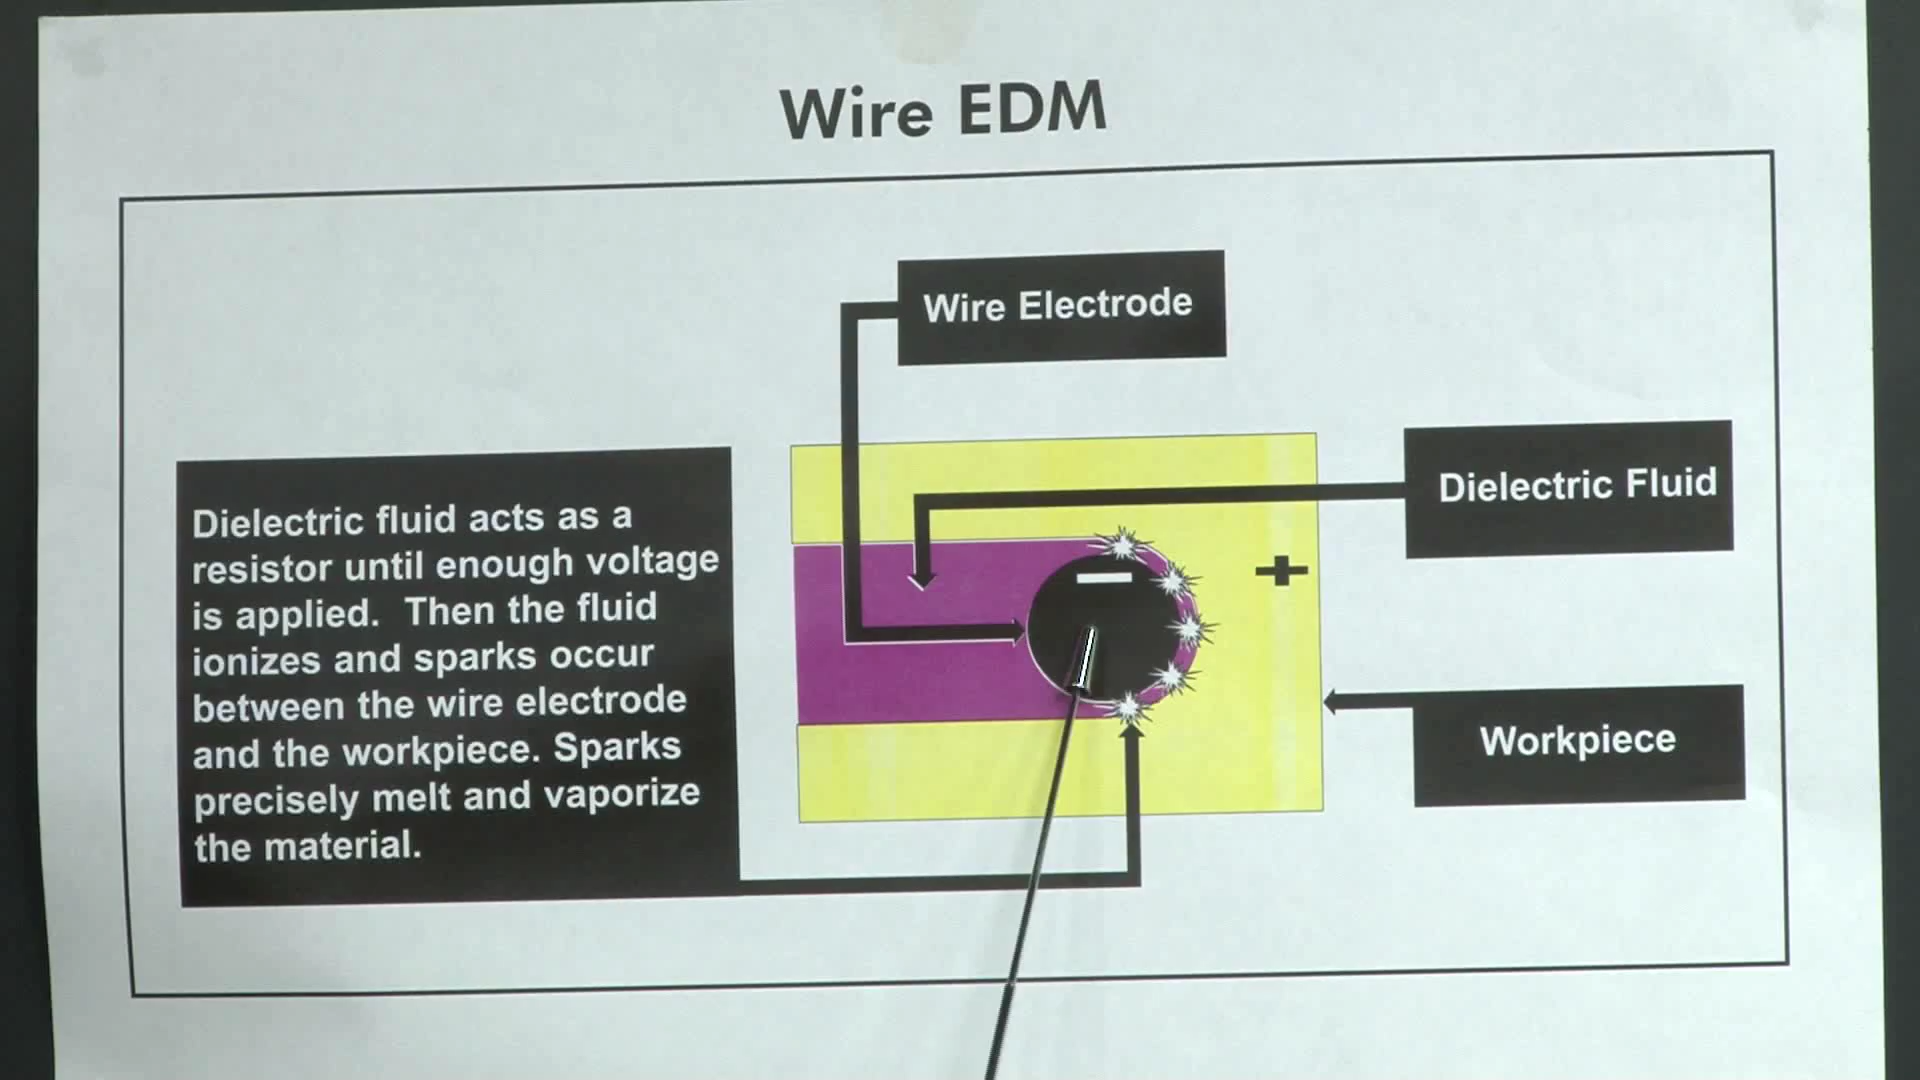 Wire EDM
Wire Electrode
Dielectric Fluid
Dielectric fluid acts as a
resistor until enough voltage
is applied. Then the fluid
ionizes and sparks occur
between the wire electrode
and the workpiece. Sparks
precisely melt and vaporize
the material.
−
+
Workpiece